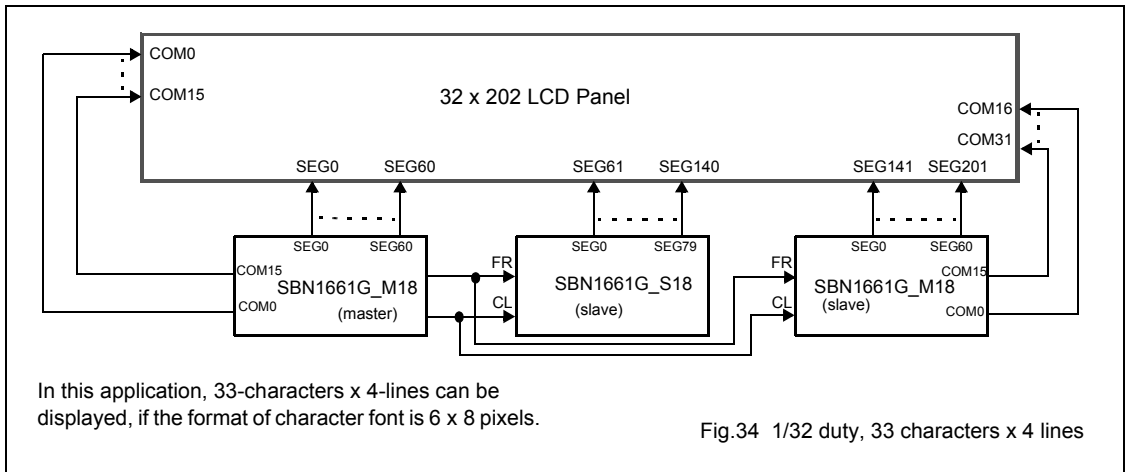 COM0
COM15
32 x 202 LCD Panel
COM16
COM31
SEG0 SEG60 SEG61 SEG140 SEG141 SEG201
SEG0 SEG60 SEG0 SEG79 SEG0 SEG60
COM15
SBN1661G_M18
COM0
(master)
FR
CL
SBN1661G_S18
(slave)
FR
CL
COM15
SBN1661G_M18
(slave)
COM0
In this application, 33-characters x 4-lines can be
displayed, if the format of character font is 6 x 8 pixels.
Fig.34 1/32 duty, 33 characters x 4 lines